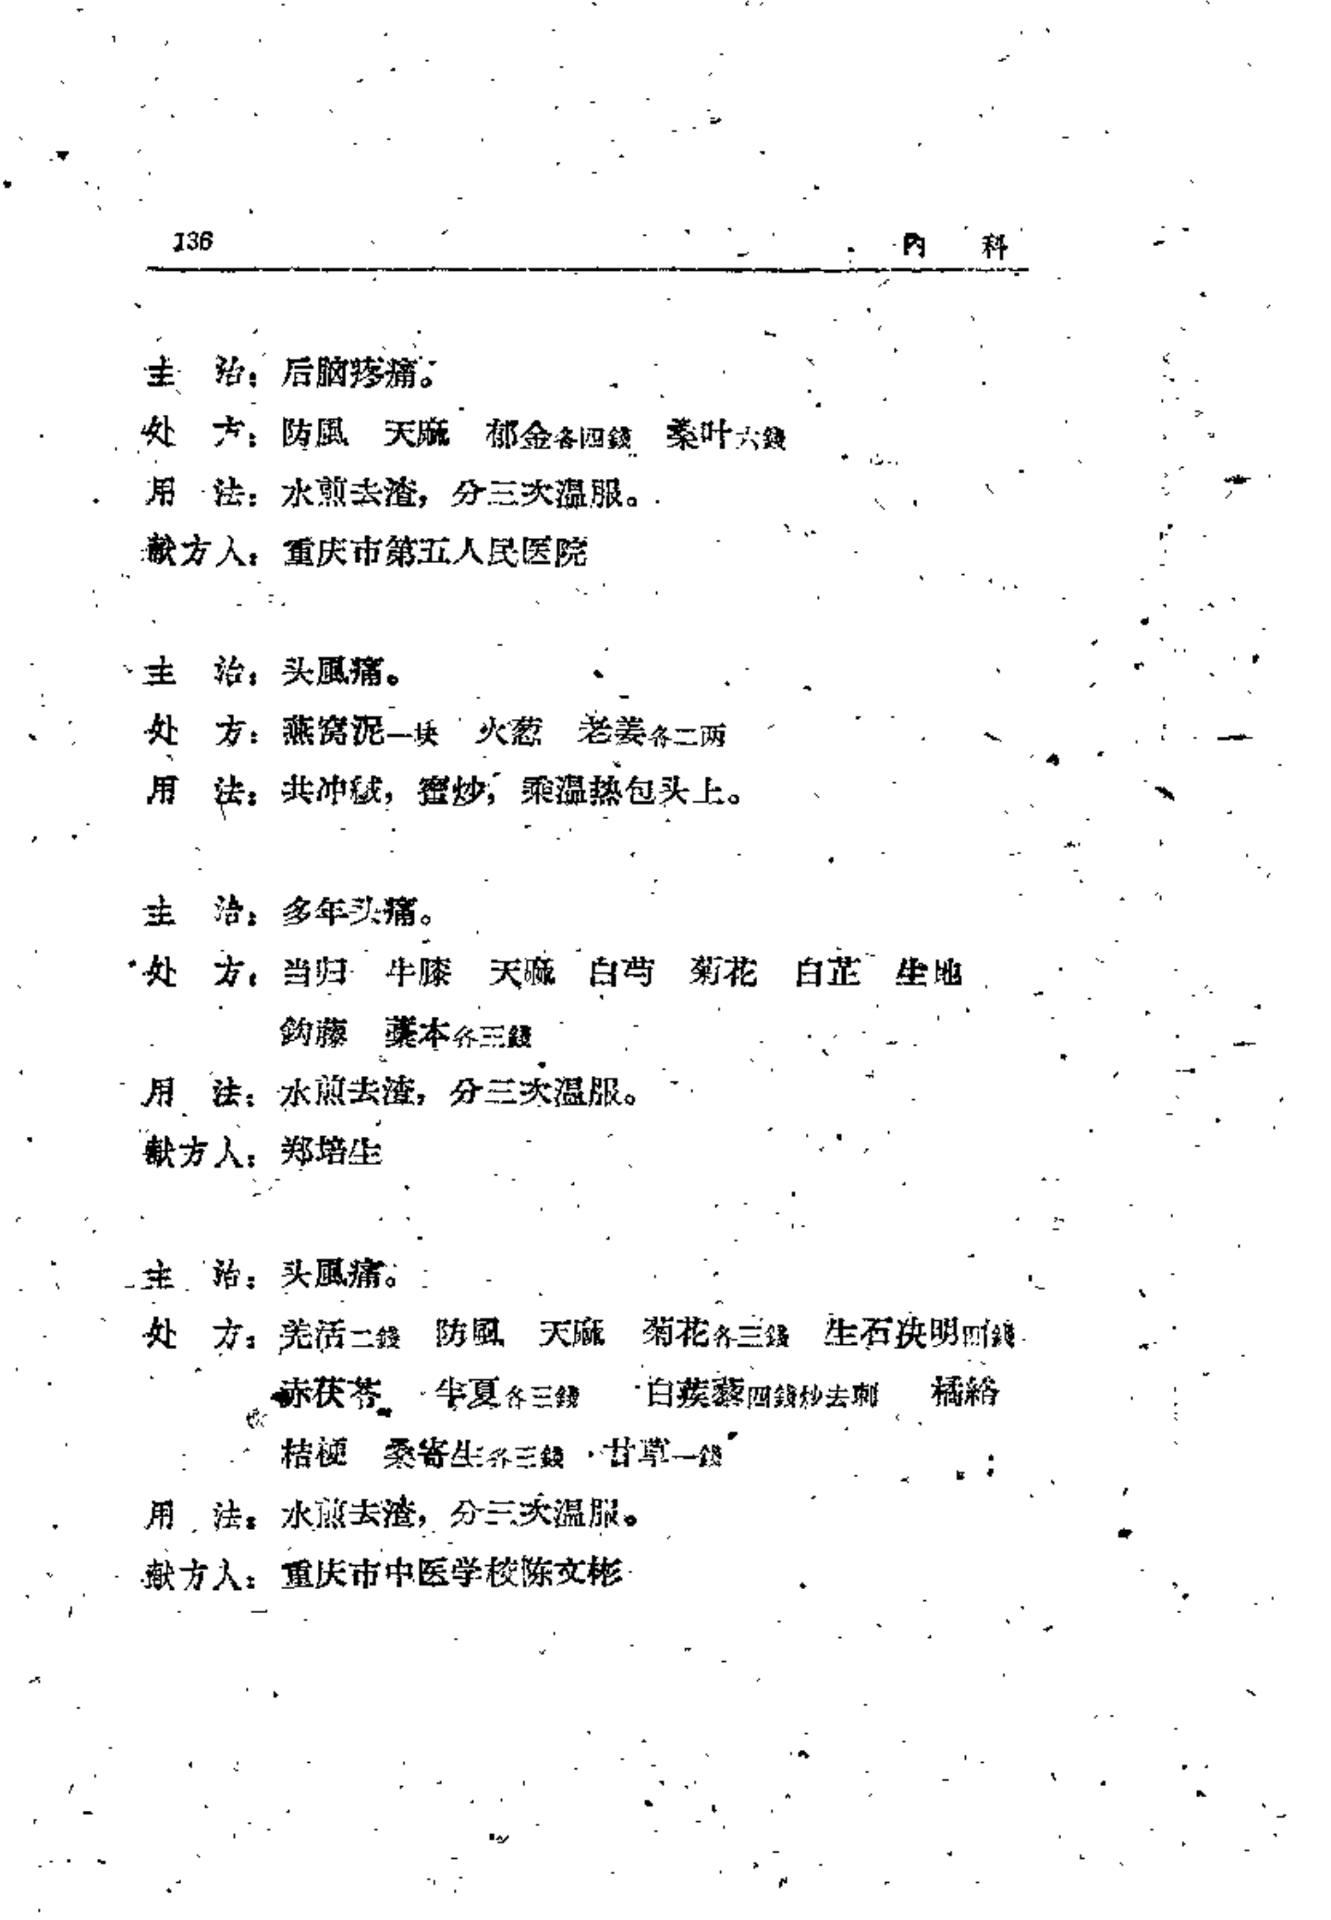 136 内 科
主 治：后脑疼痛。
处 方：防風 天麻 郁金各四錢 桑叶六錢
用 法：水煎去渣，分三次温服。
献方人：重庆市第五人民医院
主 治：头風痛。
处 方：燕窝泥一块 火葱 老姜各二两
用 法：共冲絨，蜜炒，乘温热包头上。
主 治：多年头痛。
处 方：当归 牛膝 天麻 白芍 菊花 白芷 生地
鈎藤 藁本各三錢
用 法：水煎去渣，分三次温服。
献方人：郑培生
主 治：头風痛。
处 方：羌活二錢 防風 天麻 菊花各三錢 生石决明四錢
赤茯苓 半夏各三錢 白蒺藜四錢炒去刺 橘絡
桔梗 桑寄生各三錢 甘草一錢
用 法：水煎去渣，分三次温服。
献方人：重庆市中医学校陈文彬